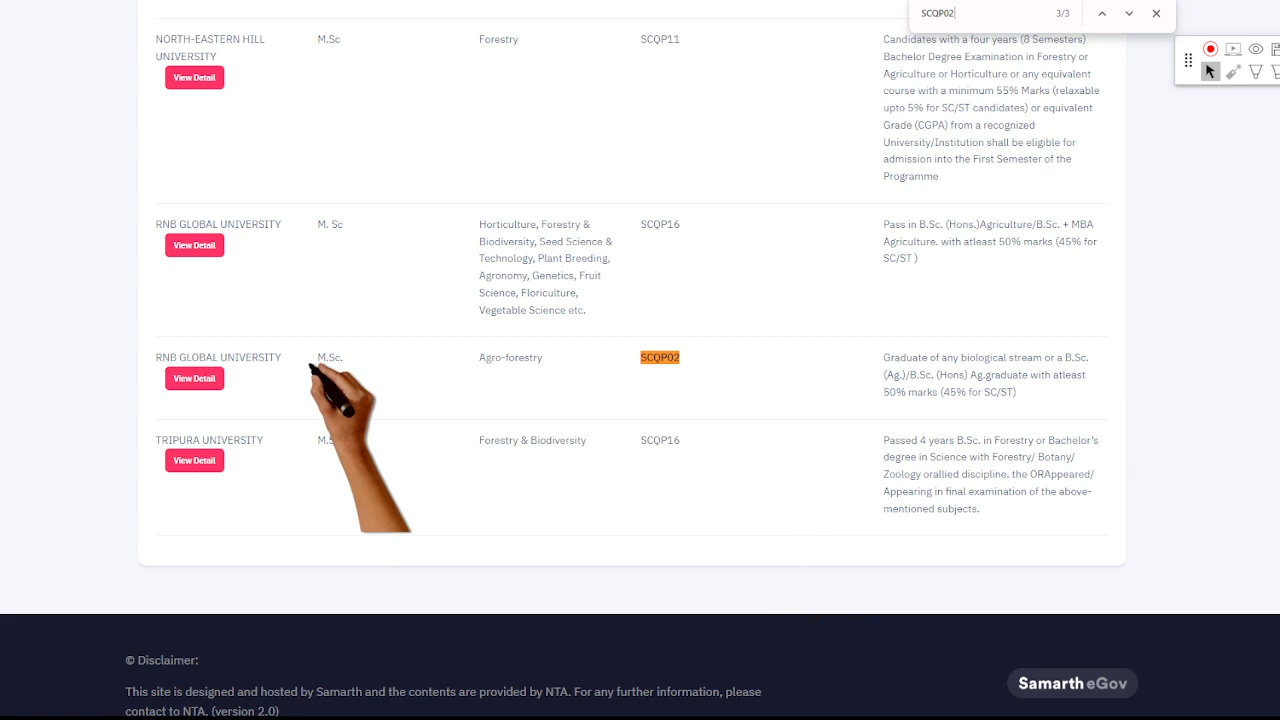 SCQP02
3/3
NORTH-EASTERN HILL
UNIVERSITY
View Detail
M.Sc
Forestry
SCQP11
Candidates with a four years (8 Semesters)
Bachelor Degree Examination in Forestry or
Agriculture or Horticulture or any equivalent
course with a minimum 55% Marks (relaxable
upto 5% for SC/ST candidates) or equivalent
Grade (CGPA) from a recognized
University/Institution shall be eligible for
admission into the First Semester of the
Programme
RNB GLOBAL UNIVERSITY
View Detail
M. Sc
Horticulture, Forestry &
Biodiversity, Seed Science &
Technology, Plant Breeding,
Agronomy, Genetics, Fruit
Science, Floriculture,
Vegetable Science etc.
SCQP16
Pass in B.Sc. (Hons.)Agriculture/B.Sc. + MBA
Agriculture. with atleast 50% marks (45% for
SC/ST )
RNB GLOBAL UNIVERSITY
View Detail
M.Sc.
Agro-forestry
SCQP02
Graduate of any biological stream or a B.Sc.
(Ag.)/B.Sc. (Hons) Ag.graduate with atleast
50% marks (45% for SC/ST)
TRIPURA UNIVERSITY
View Detail
Forestry & Biodiversity
SCQP16
Passed 4 years B.Sc. in Forestry or Bachelor's
degree in Science with Forestry/ Botany/
Zoology orallied discipline. the ORAppeared/
Appearing in final examination of the above-
mentioned subjects.
© Disclaimer:
This site is designed and hosted by Samarth and the contents are provided by NTA. For any further information, please
contact to NTA. (version 2.0)
Samarth eGov